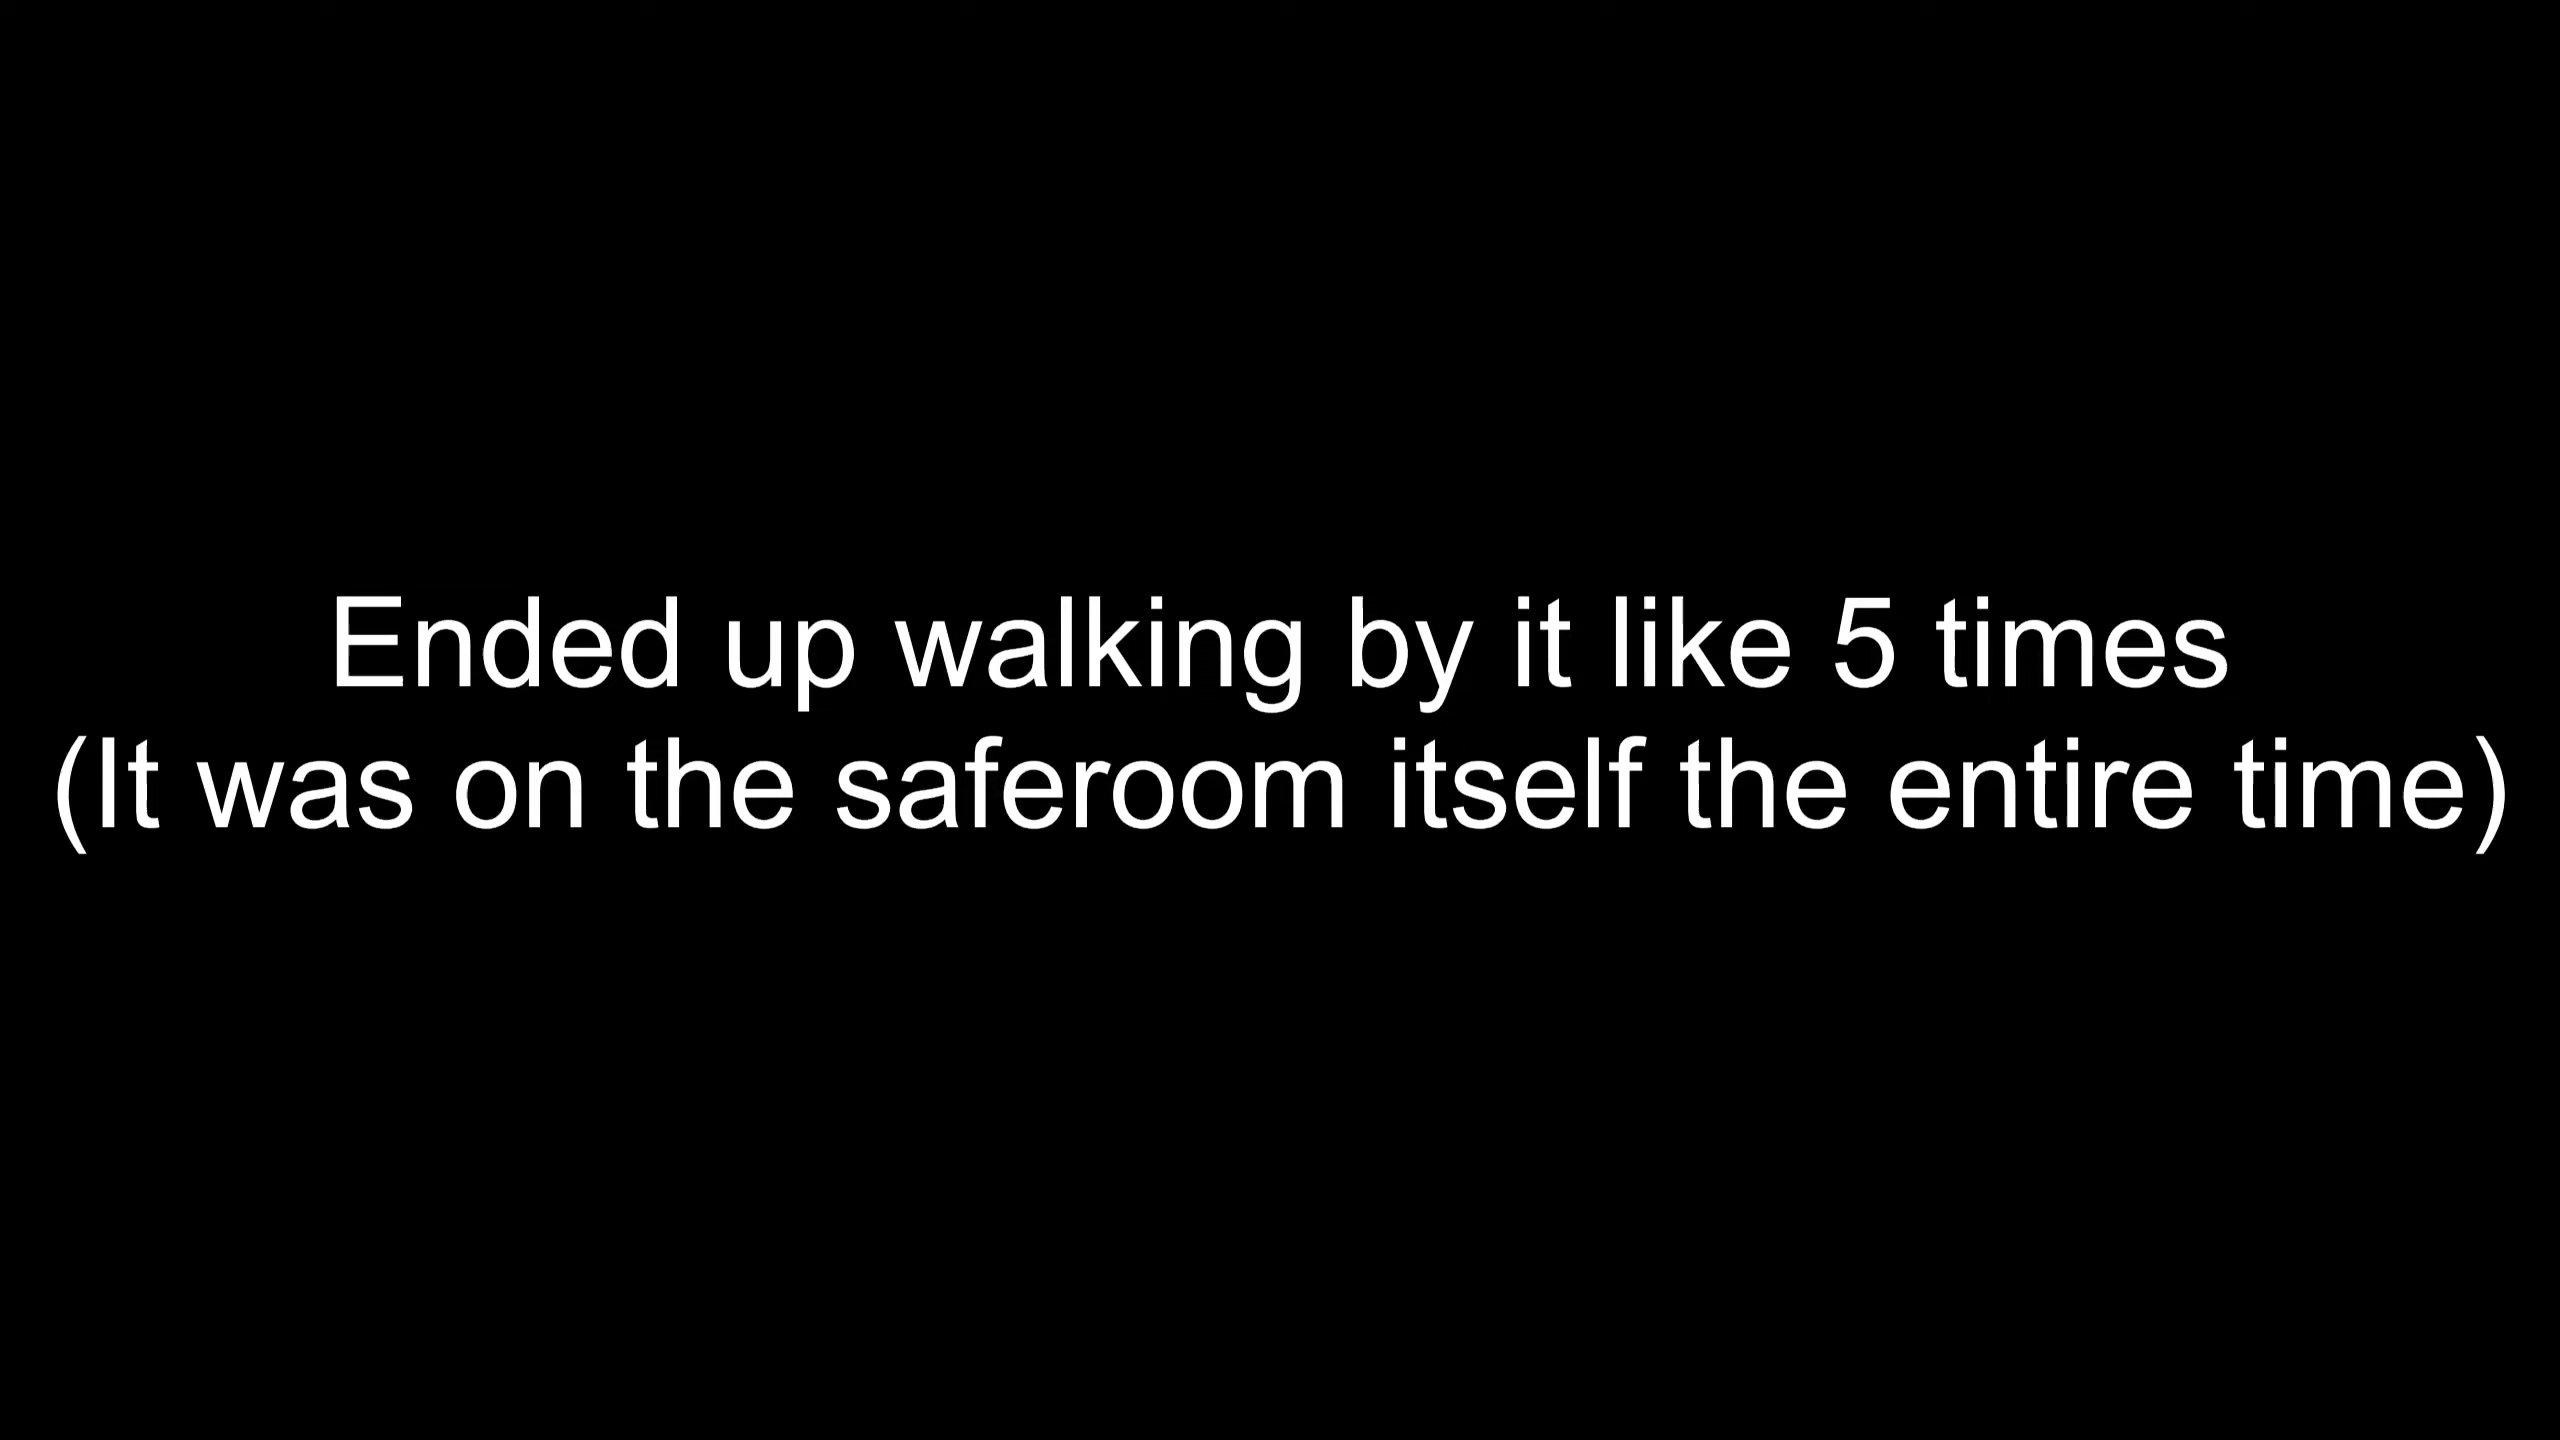 Ended up walking by it like 5 times
(It was on the saferoom itself the entire time)